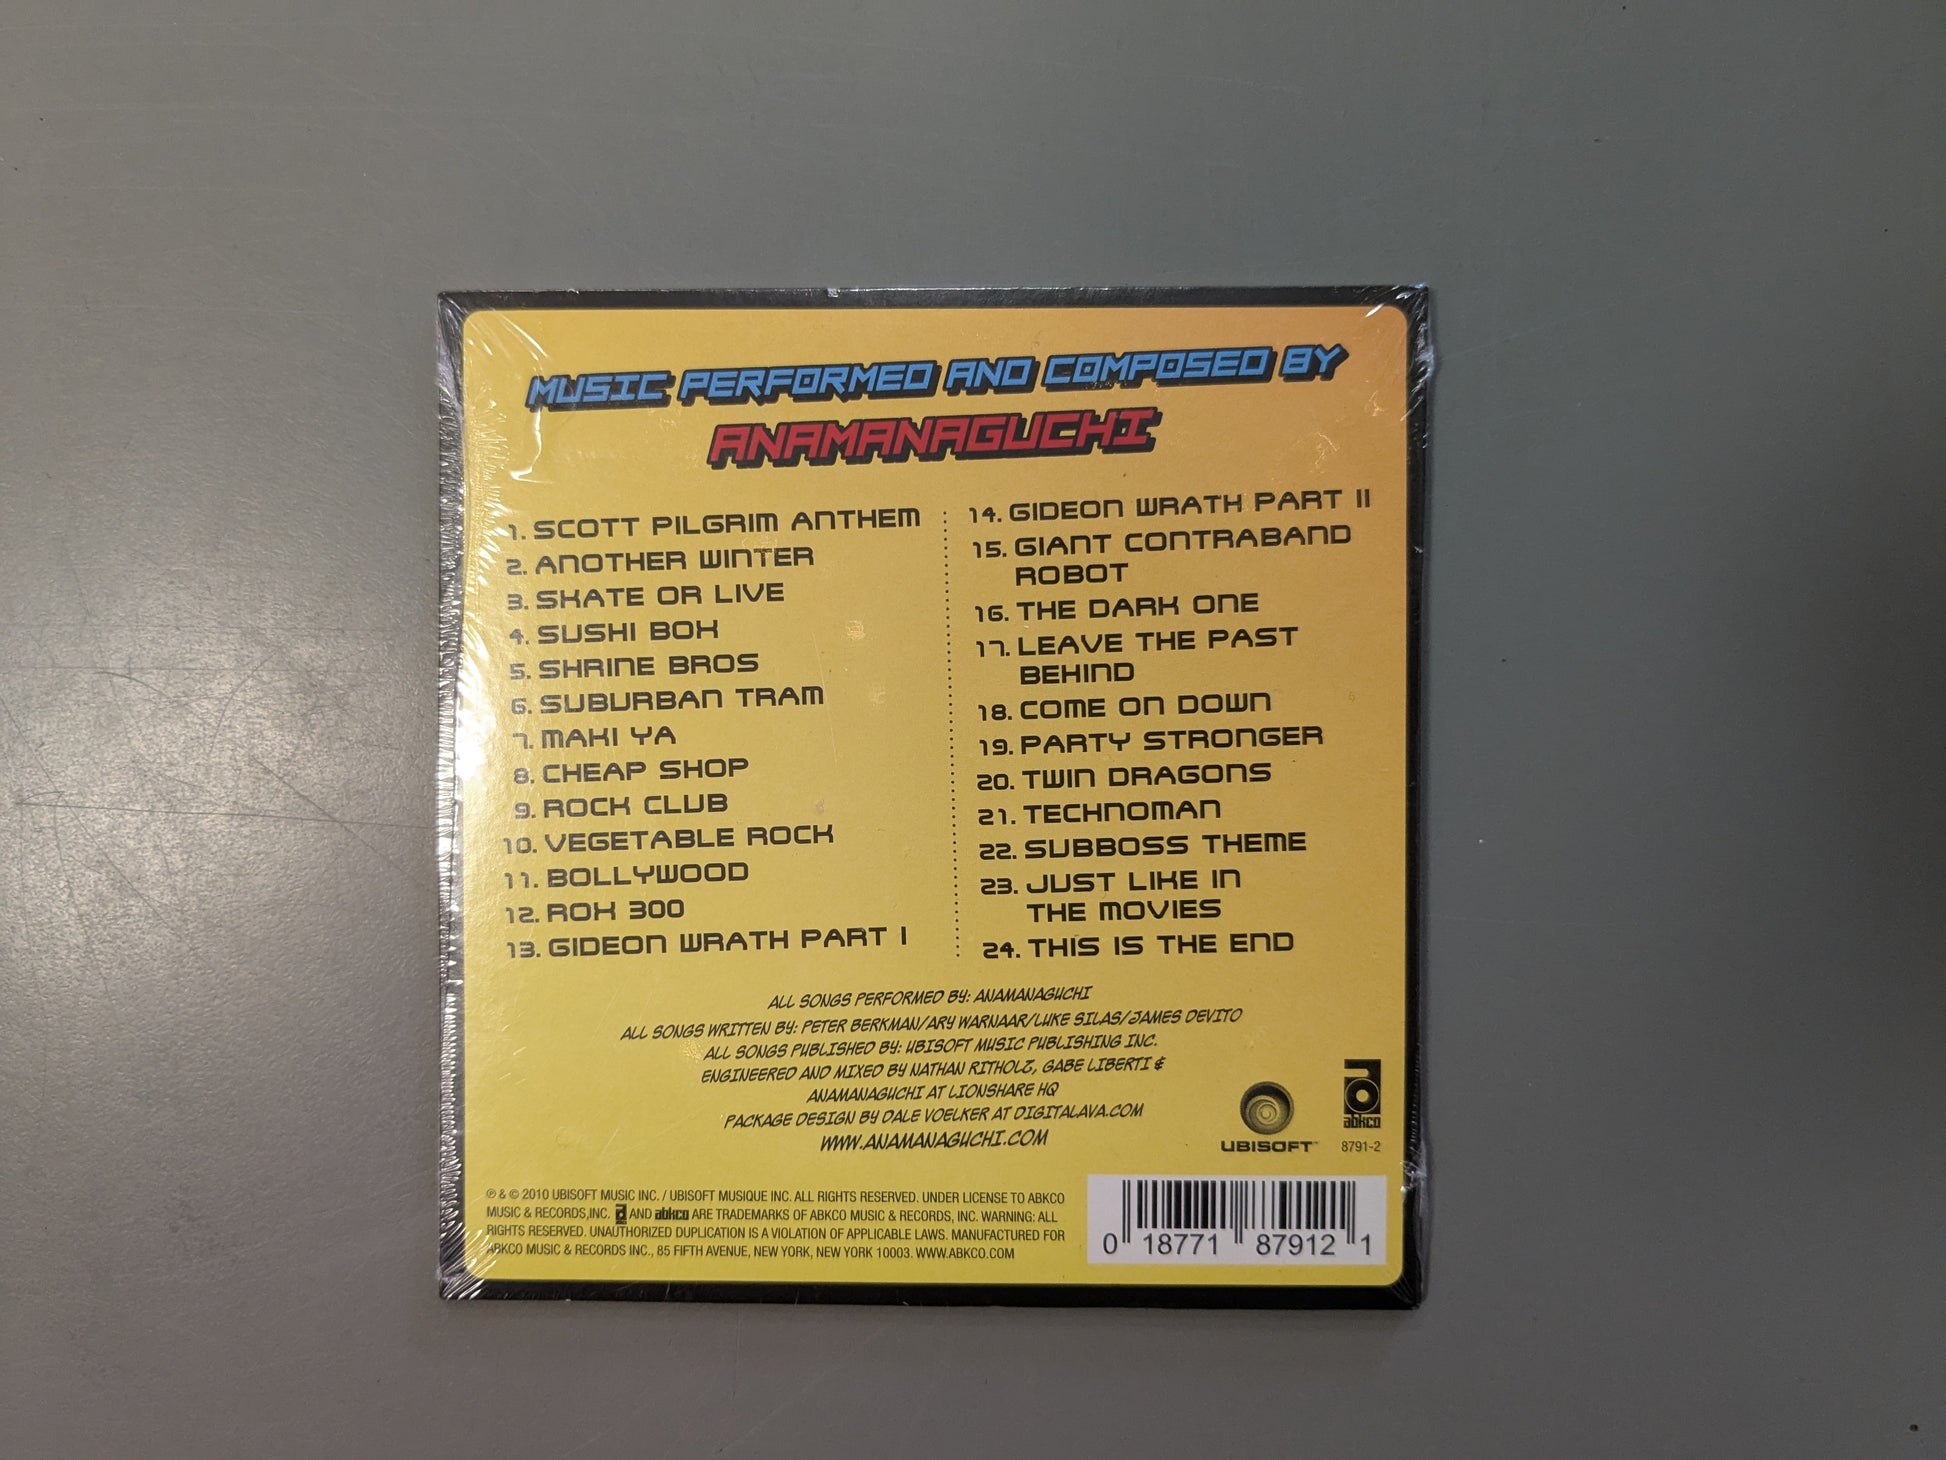 MUSIC PERFORMED AND COMPOSED BY
ANAMANAGUCHI
1. SCOTT PILGRIM ANTHEM
2. ANOTHER WINTER
3. SKATE OR LIVE
4. SUSHI BOX
5. SHRINE BROS
6. SUBURBAN TRAM
7. MAKI YA
8. CHEAP SHOP
9. ROCK CLUB
10. VEGETABLE ROCK
11. BOLLYWOOD
12. ROX 300
13. GIDEON WRATH PART I
14. GIDEON WRATH PART II
15. GIANT CONTRABAND
ROBOT
16. THE DARK ONE
17. LEAVE THE PAST
BEHIND
18. COME ON DOWN
19. PARTY STRONGER
20. TWIN DRAGONS
21. TECHNOMAN
22. SUBBOSS THEME
23. JUST LIKE IN
THE MOVIES
24. THIS IS THE END
ALL SONGS PERFORMED BY: ANAMANAGUCHI
ALL SONGS WRITTEN BY: PETER BERKMAN/ARY WARNAAR/LUKE SILAS/JAMES DEVITO
ALL SONGS PUBLISHED BY: UBISOFT MUSIC PUBLISHING INC.
ENGINEERED AND MIXED BY NATHAN RITHOLZ, GABE LIBERTI &
ANAMANAGUCHI AT LIONSHARE HQ
PACKAGE DESIGN BY DALE VOELKER AT DIGITALAVA.COM
WWW.ANAMANAGUCHI.COM
UBISOFT™
abkco
8791-2
℗ & © 2010 UBISOFT MUSIC INC. / UBISOFT MUSIQUE INC. ALL RIGHTS RESERVED. UNDER LICENSE TO ABKCO
MUSIC & RECORDS,INC. AND abkco ARE TRADEMARKS OF ABKCO MUSIC & RECORDS, INC. WARNING: ALL
RIGHTS RESERVED. UNAUTHORIZED DUPLICATION IS A VIOLATION OF APPLICABLE LAWS. MANUFACTURED FOR
ABKCO MUSIC & RECORDS INC., 85 FIFTH AVENUE, NEW YORK, NEW YORK 10003. WWW.ABKCO.COM
0 18771 87912 1